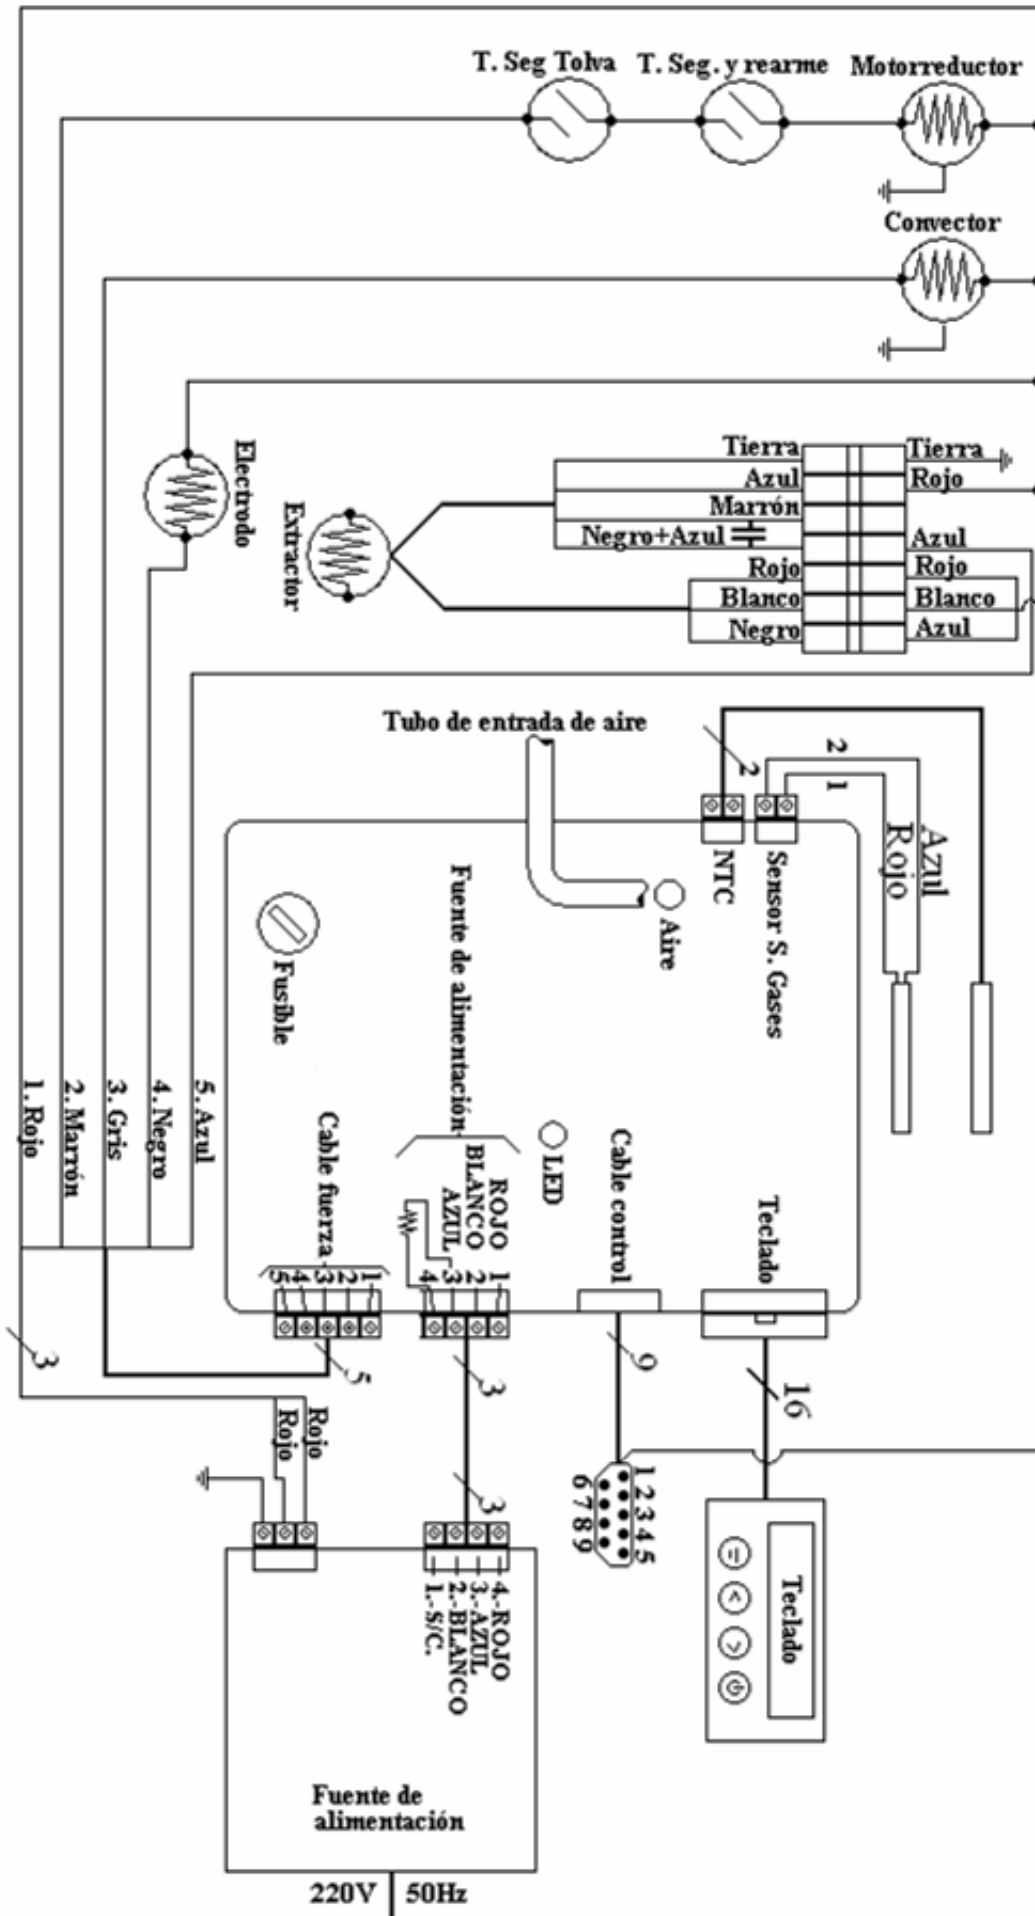 T. Seg Tolva
T. Seg. y rearme
Motorreductor
Convector
Electrodo
Extractor
Tierra
Azul
Marrón
Negro+Azul
Rojo
Blanco
Negro
Tierra
Rojo
Azul
Rojo
Blanco
Azul
Tubo de entrada de aire
2
2
1
Azul
Rojo
NTC
Sensor S. Gases
Aire
Fuente de alimentación
Fusible
LED
ROJO
BLANCO
AZUL
Cable fuerza
Cable control
Teclado
1. Rojo
2. Marrón
3. Gris
4. Negro
5. Azul
5 4 3 2 1
4 3 2 1
3
5
3
9
16
Rojo
Rojo
3
1 2 3 4 5
6 7 8 9
Teclado
= < >
4.-ROJO
3.-AZUL
2.-BLANCO
1.-S/C.
Fuente de
alimentación
220V 50Hz